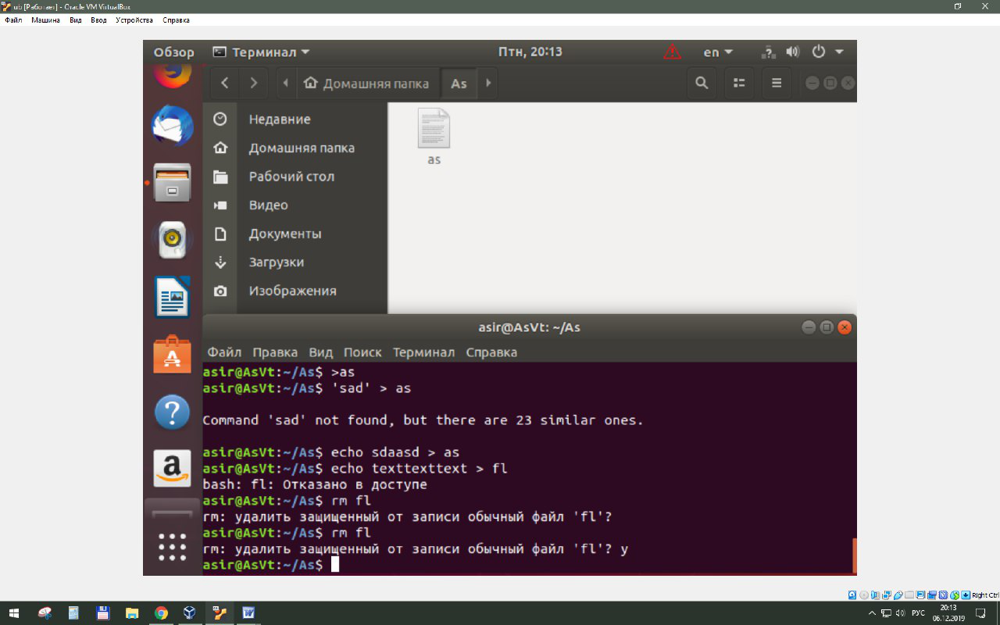 ub [Работает] - Oracle VM VirtualBox
Файл Машина Вид Ввод Устройства Справка
Обзор Терминал Птн, 20:13 en
Домашняя папка As
Недавние
Домашняя папка
Рабочий стол
Видео
Документы
Загрузки
Изображения
as
asir@AsVt: ~/As
Файл Правка Вид Поиск Терминал Справка
asir@AsVt:~/As$ >as
asir@AsVt:~/As$ 'sad' > as
Command 'sad' not found, but there are 23 similar ones.
asir@AsVt:~/As$ echo sdaasd > as
asir@AsVt:~/As$ echo texttexttext > fl
bash: fl: Отказано в доступе
asir@AsVt:~/As$ rm fl
rm: удалить защищенный от записи обычный файл 'fl'?
asir@AsVt:~/As$ rm fl
rm: удалить защищенный от записи обычный файл 'fl'? y
asir@AsVt:~/As$
Right Ctrl
РУС
20:13
06.12.2019